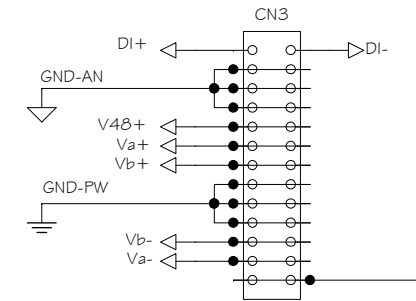 CN3
DI+ DI-
GND-AN
V48+
Va+
Vb+
GND-PW
Vb-
Va-